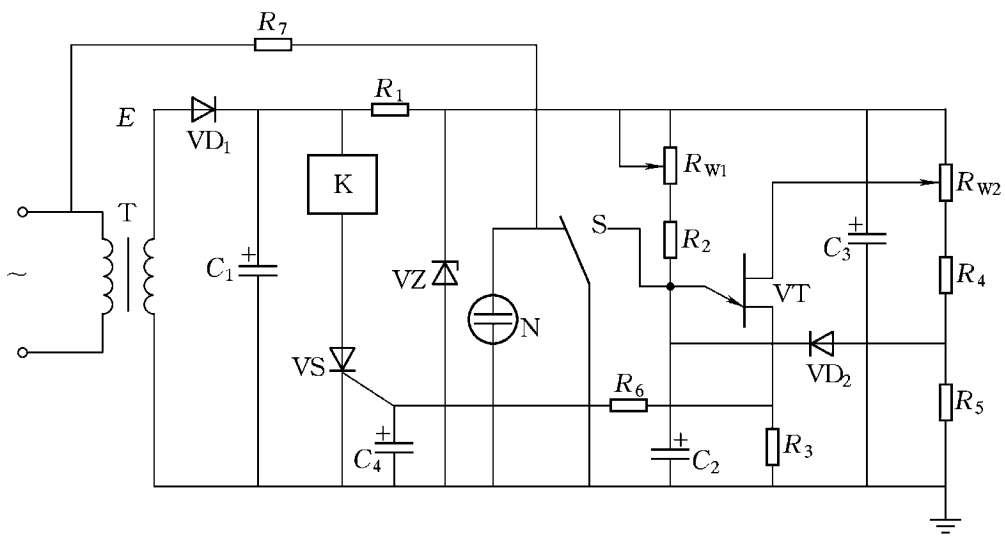 R7
R1
E
VD1
RW1
RW2
K
T
S
R2
C3
~
+
C1
VZ
R4
VT
N
VS
VD2
R6
R5
+
C4
+
C2
R3
+